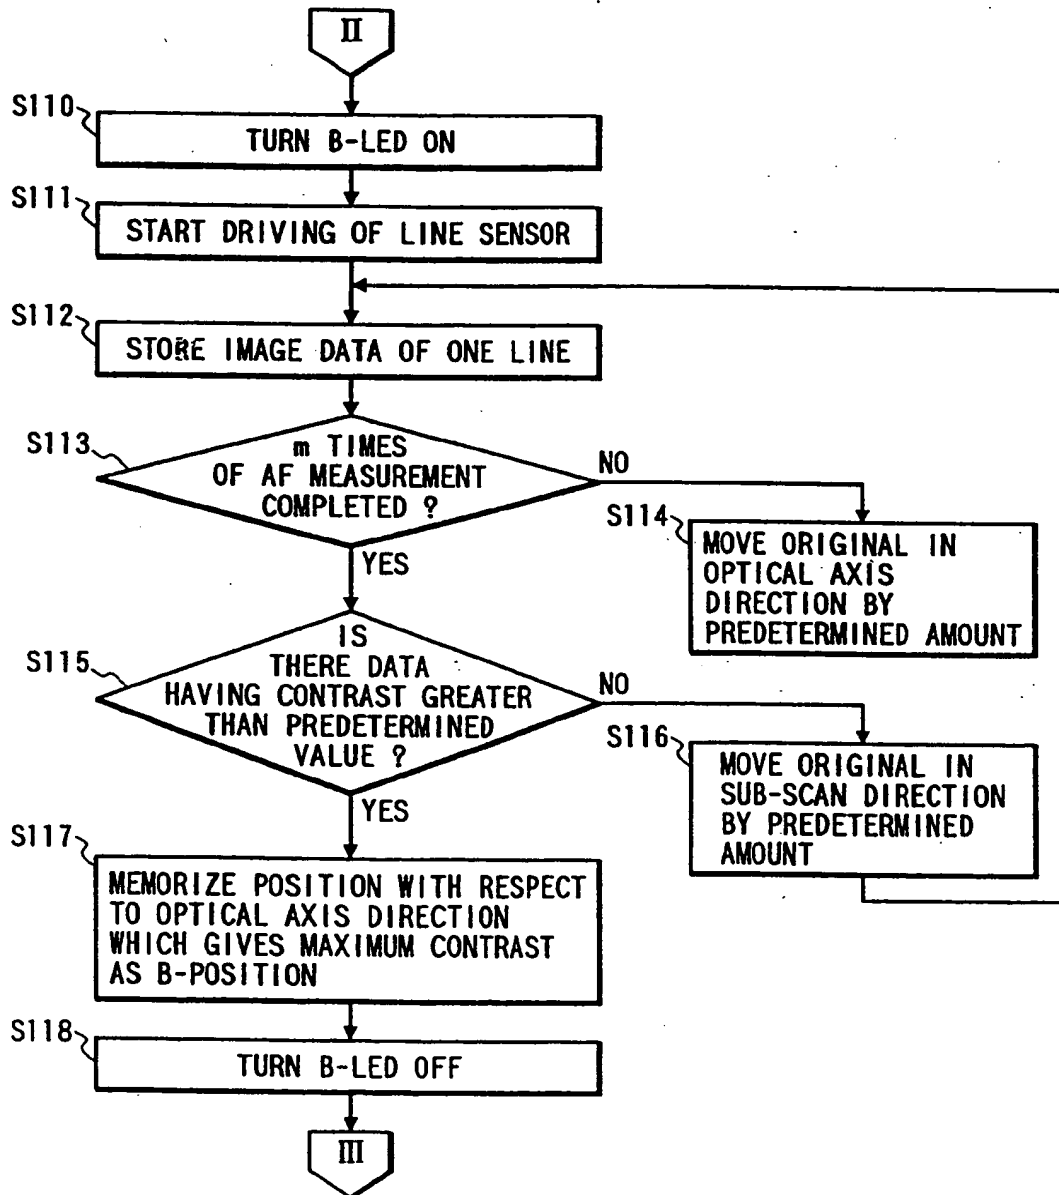 II
S110
TURN B-LED ON
S111
START DRIVING OF LINE SENSOR
S112
STORE IMAGE DATA OF ONE LINE
S113
m TIMES
OF AF MEASUREMENT
COMPLETED ?
NO
YES
S114
MOVE ORIGINAL IN
OPTICAL AXIS
DIRECTION BY
PREDETERMINED AMOUNT
S115
IS
THERE DATA
HAVING CONTRAST GREATER
THAN PREDETERMINED
VALUE ?
NO
YES
S116
MOVE ORIGINAL IN
SUB-SCAN DIRECTION
BY PREDETERMINED
AMOUNT
S117
MEMORIZE POSITION WITH RESPECT
TO OPTICAL AXIS DIRECTION
WHICH GIVES MAXIMUM CONTRAST
AS B-POSITION
S118
TURN B-LED OFF
III